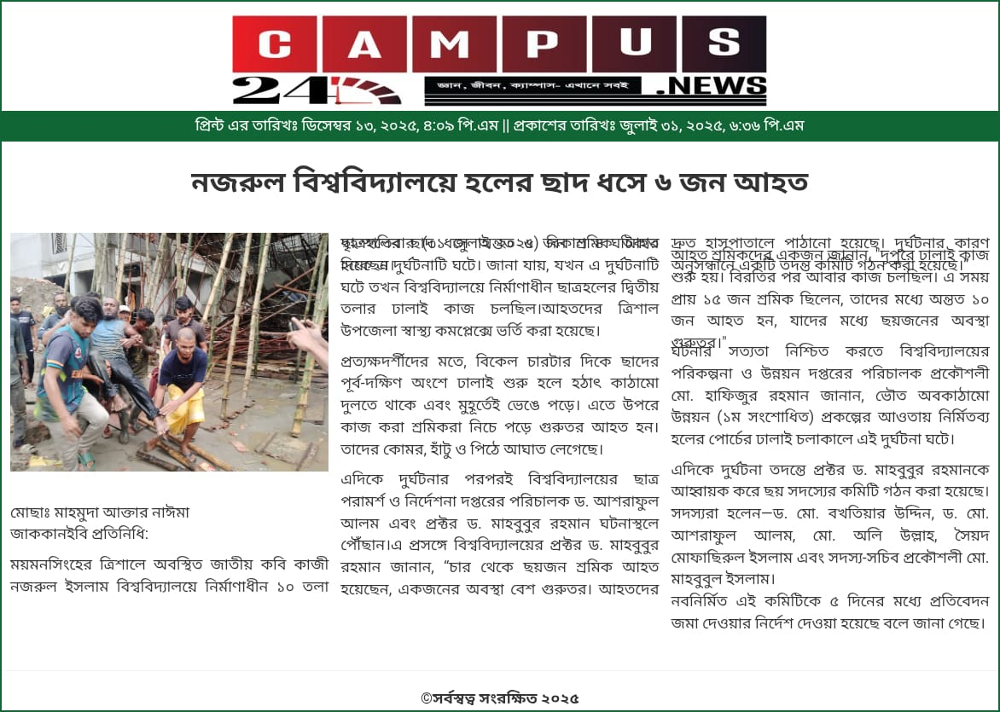 CAMPUS
24 .NEWS
জ্ঞান, জীবন, ক্যাম্পাস- এখানে সবই
প্রিন্ট এর তারিখঃ ডিসেম্বর ১৩, ২০২৫, ৪:০৯ পি.এম || প্রকাশের তারিখঃ জুলাই ৩১, ২০২৫, ৬:৩৬ পি.এম
নজরুল বিশ্ববিদ্যালয়ে হলের ছাদ ধসে ৬ জন আহত
মোছাঃ মাহমুদা আক্তার নাঈমা
জাককানইবি প্রতিনিধি:
ময়মনসিংহের ত্রিশালে অবস্থিত জাতীয় কবি কাজী
নজরুল ইসলাম বিশ্ববিদ্যালয়ে নির্মাণাধীন ১০ তলা
দুর্ঘটনাটি ঘটে। জানা যায়, যখন এ দুর্ঘটনাটি
ঘটে তখন বিশ্ববিদ্যালয়ে নির্মাণাধীন ছাত্রহলের দ্বিতীয়
তলার ঢালাই কাজ চলছিল।আহতদের ত্রিশাল
উপজেলা স্বাস্থ্য কমপ্লেক্সে ভর্তি করা হয়েছে।
প্রত্যক্ষদর্শীদের মতে, বিকেল চারটার দিকে ছাদের
পূর্ব-দক্ষিণ অংশে ঢালাই শুরু হলে হঠাৎ কাঠামো
দুলতে থাকে এবং মুহূর্তেই ভেঙে পড়ে। এতে উপরে
কাজ করা শ্রমিকরা নিচে পড়ে গুরুতর আহত হন।
তাদের কোমর, হাঁটু ও পিঠে আঘাত লেগেছে।
এদিকে দুর্ঘটনার পরপরই বিশ্ববিদ্যালয়ের ছাত্র
পরামর্শ ও নির্দেশনা দপ্তরের পরিচালক ড. আশরাফুল
আলম এবং প্রক্টর ড. মাহবুবুর রহমান ঘটনাস্থলে
পৌঁছান।এ প্রসঙ্গে বিশ্ববিদ্যালয়ের প্রক্টর ড. মাহবুবুর
রহমান জানান, “চার থেকে ছয়জন শ্রমিক আহত
হয়েছেন, একজনের অবস্থা বেশ গুরুতর। আহতদের
দ্রুত হাসপাতালে পাঠানো হয়েছে। দুর্ঘটনার কারণ
অনুসন্ধানে একটি তদন্ত কমিটি গঠন করা হয়েছে।"
আহত শ্রমিকদের একজন জানান, "দুপুরে ঢালাই কাজ
শুরু হয়। বিরতির পর আবার কাজ চলছিল। এ সময়
প্রায় ১৫ জন শ্রমিক ছিলেন, তাদের মধ্যে অন্তত ১০
জন আহত হন, যাদের মধ্যে ছয়জনের অবস্থা
গুরুতর।"
ঘটনার সত্যতা নিশ্চিত করতে বিশ্ববিদ্যালয়ের
পরিকল্পনা ও উন্নয়ন দপ্তরের পরিচালক প্রকৌশলী
মো. হাফিজুর রহমান জানান, ভৌত অবকাঠামো
উন্নয়ন (১ম সংশোধিত) প্রকল্পের আওতায় নির্মিতব্য
হলের পোর্চের ঢালাই চলাকালে এই দুর্ঘটনা ঘটে।
এদিকে দুর্ঘটনা তদন্তে প্রক্টর ড. মাহবুবুর রহমানকে
আহ্বায়ক করে ছয় সদস্যের কমিটি গঠন করা হয়েছে।
সদস্যরা হলেন—ড. মো. বখতিয়ার উদ্দিন, ড. মো.
আশরাফুল আলম, মো. অলি উল্লাহ, সৈয়দ
মোফাছিরুল ইসলাম এবং সদস্য-সচিব প্রকৌশলী মো.
মাহবুবুল ইসলাম।
নবনির্মিত এই কমিটিকে ৫ দিনের মধ্যে প্রতিবেদন
জমা দেওয়ার নির্দেশ দেওয়া হয়েছে বলে জানা গেছে।
©সর্বস্বত্ব সংরক্ষিত ২০২৫